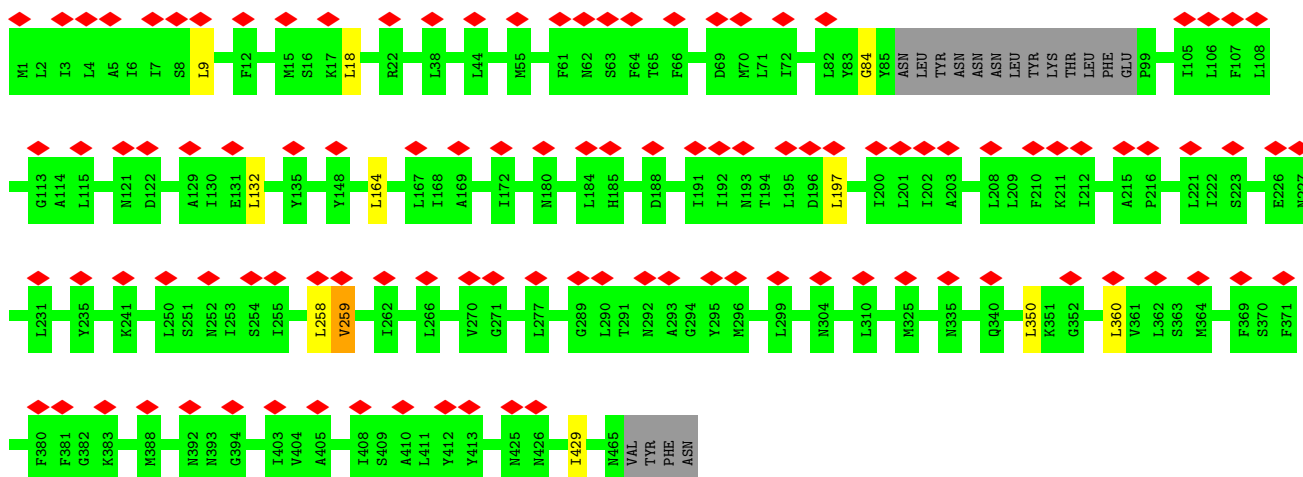 M1 L2 I3 L4 A5 I6 I7 S8 L9 F12 M15 S16 K17 L18 R22 L38 L44 M55 F61 N62 S63 F64 T65 F66 D69 M70 L71 I72 L82 Y83 G84 Y85 ASN LEU TYR ASN ASN ASN LEU TYR LYS THR LEU PHE GLU P99 I105 L106 F107 L108
G113 A114 L115 N121 D122 A129 I130 E131 L132 Y135 Y148 L164 L167 I168 A169 I172 N180 L184 H185 D188 I191 I192 N193 T194 L195 D196 L197 I200 L201 I202 A203 L208 L209 F210 K211 I212 A215 P216 L221 I222 S223 E226
L231 Y235 K241 L250 S251 N252 I253 S254 I255 L258 V259 I262 L266 V270 G271 L277 G289 L290 T291 N292 A293 G294 Y295 M296 L299 N304 L310 M325 N335 Q340 L350 K351 G352 L360 V361 L362 S363 M364 F369 S370 F371
F380 F381 G382 K383 M388 N392 N393 G394 I403 V404 A405 I408 S409 A410 L411 Y412 Y413 N425 N426 I429 N465 VAL TYR PHE ASN